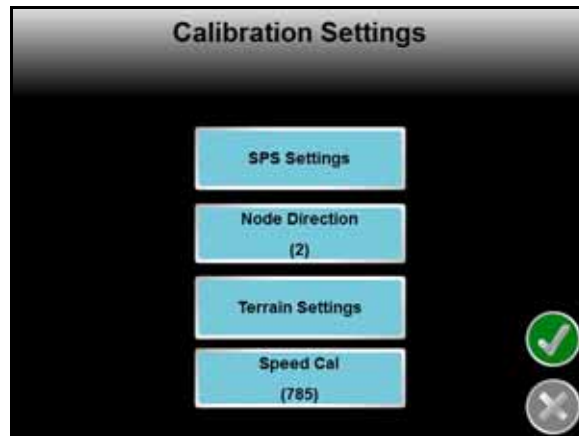 Calibration Settings
SPS Settings
Node Direction
(2)
Terrain Settings
Speed Cal
(785)